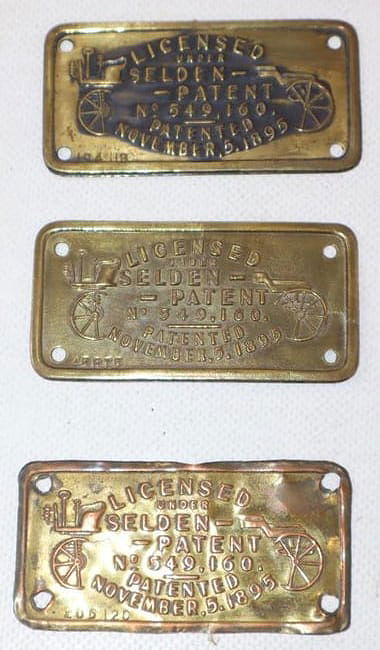 LICENSED
UNDER
SELDEN—
—PATENT
Nº 549,160.
PATENTED
NOVEMBER,5.1895
LICENSED
UNDER
SELDEN—
—PATENT
Nº 549,160.
PATENTED
NOVEMBER,5.1895
LICENSED
UNDER
SELDEN—
—PATENT
Nº 549,160.
PATENTED
NOVEMBER,5.1895